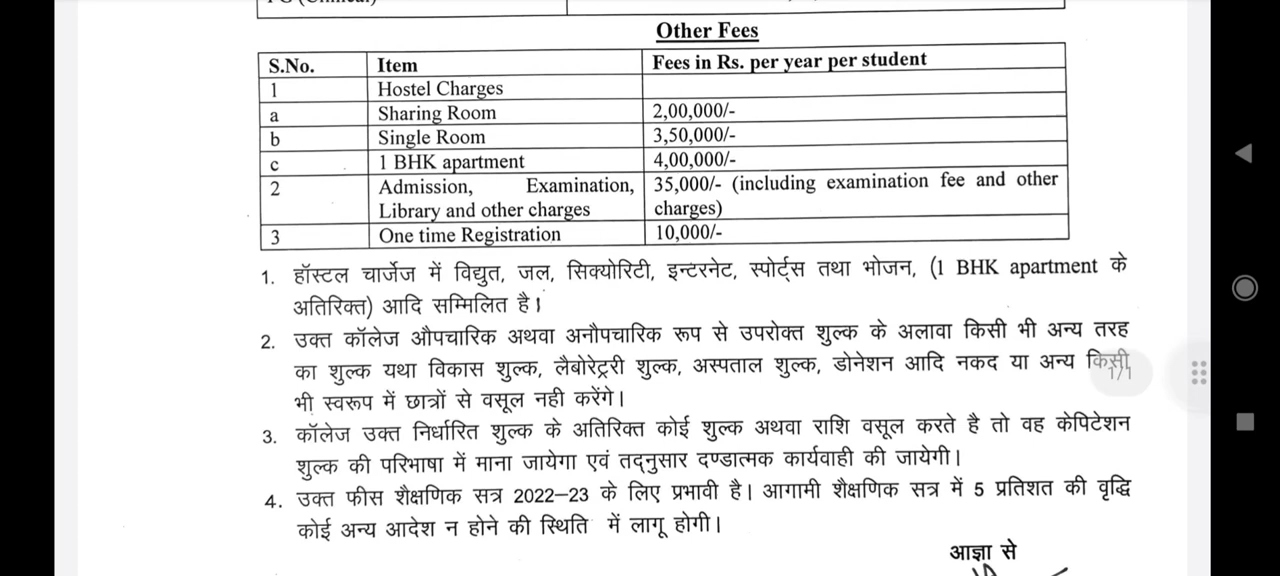 Other Fees
S.No. Item Fees in Rs. per year per student
1 Hostel Charges
a Sharing Room 2,00,000/-
b Single Room 3,50,000/-
c 1 BHK apartment 4,00,000/-
2 Admission, Examination, 35,000/- (including examination fee and other
Library and other charges charges)
3 One time Registration 10,000/-
1. हॉस्टल चार्जेज में विद्युत, जल, सिक्योरिटी, इन्टरनेट, स्पोर्ट्स तथा भोजन, (1 BHK apartment के
अतिरिक्त) आदि सम्मिलित है।
2. उक्त कॉलेज औपचारिक अथवा अनौपचारिक रूप से उपरोक्त शुल्क के अलावा किसी भी अन्य तरह
का शुल्क यथा विकास शुल्क, लैबोरेट्ररी शुल्क, अस्पताल शुल्क, डोनेशन आदि नकद या अन्य किसी
1/1
भी स्वरूप में छात्रों से वसूल नही करेंगे।
3. कॉलेज उक्त निर्धारित शुल्क के अतिरिक्त कोई शुल्क अथवा राशि वसूल करते है तो वह केपिटेशन
शुल्क की परिभाषा में माना जायेगा एवं तद्नुसार दण्डात्मक कार्यवाही की जायेगी।
4. उक्त फीस शैक्षणिक सत्र 2022–23 के लिए प्रभावी है। आगामी शैक्षणिक सत्र में 5 प्रतिशत की वृद्धि
कोई अन्य आदेश न होने की स्थिति में लागू होगी।
आज्ञा से